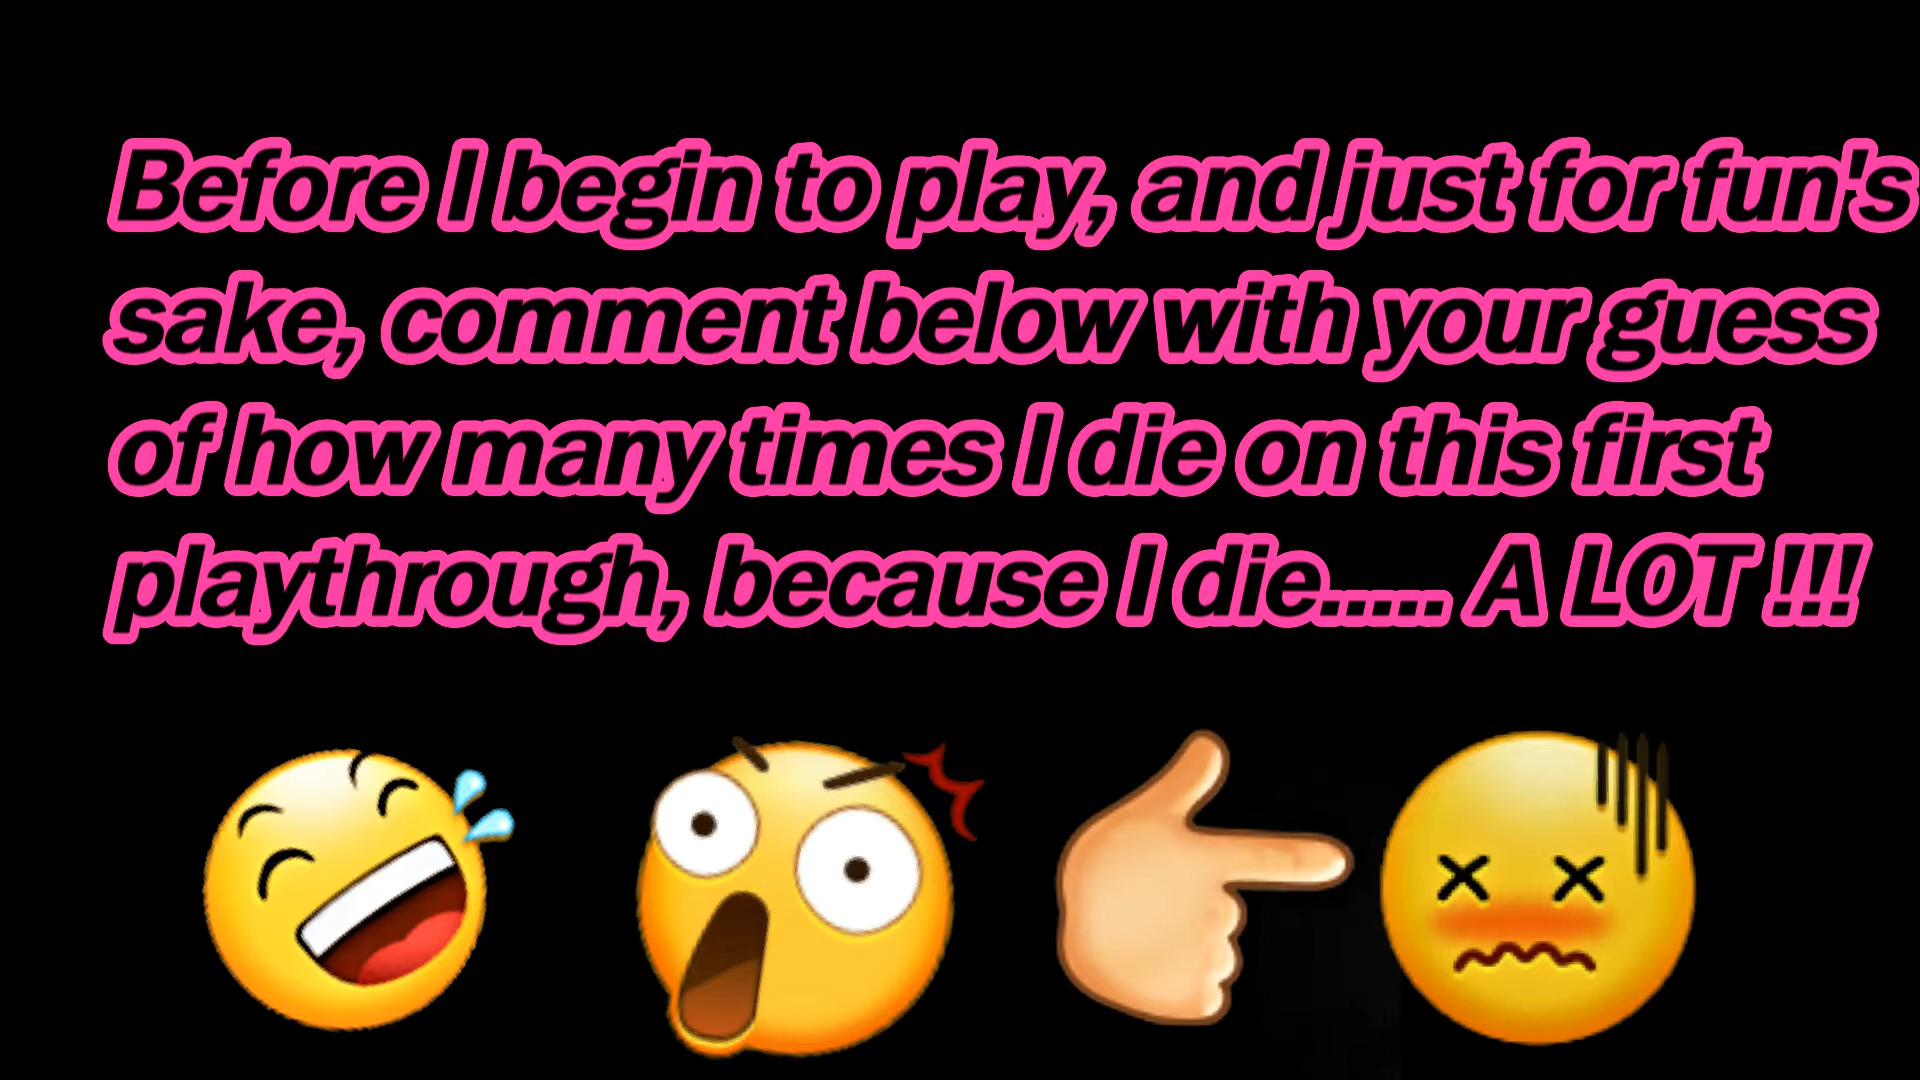 Before I begin to play, and just for fun's
sake, comment below with your guess
of how many times I die on this first
playthrough, because I die..... A LOT !!!